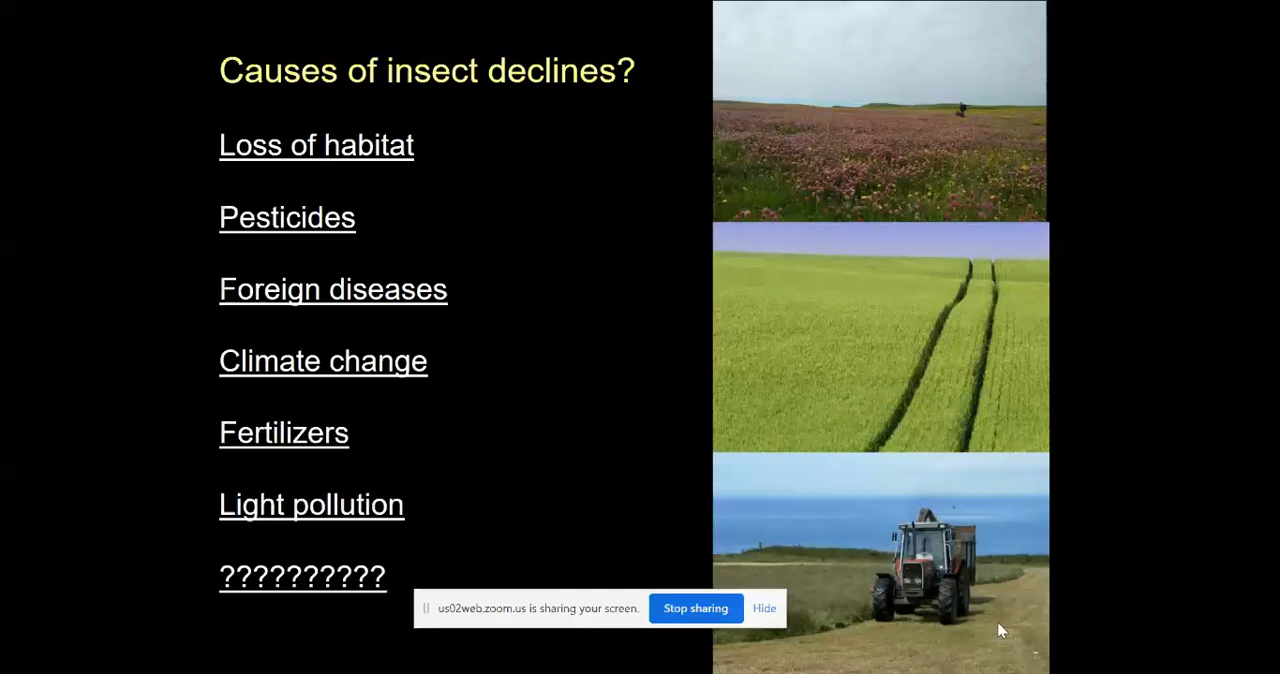 Causes of insect declines?
Loss of habitat
Pesticides
Foreign diseases
Climate change
Fertilizers
Light pollution
??????????
us02web.zoom.us is sharing your screen. Stop sharing Hide